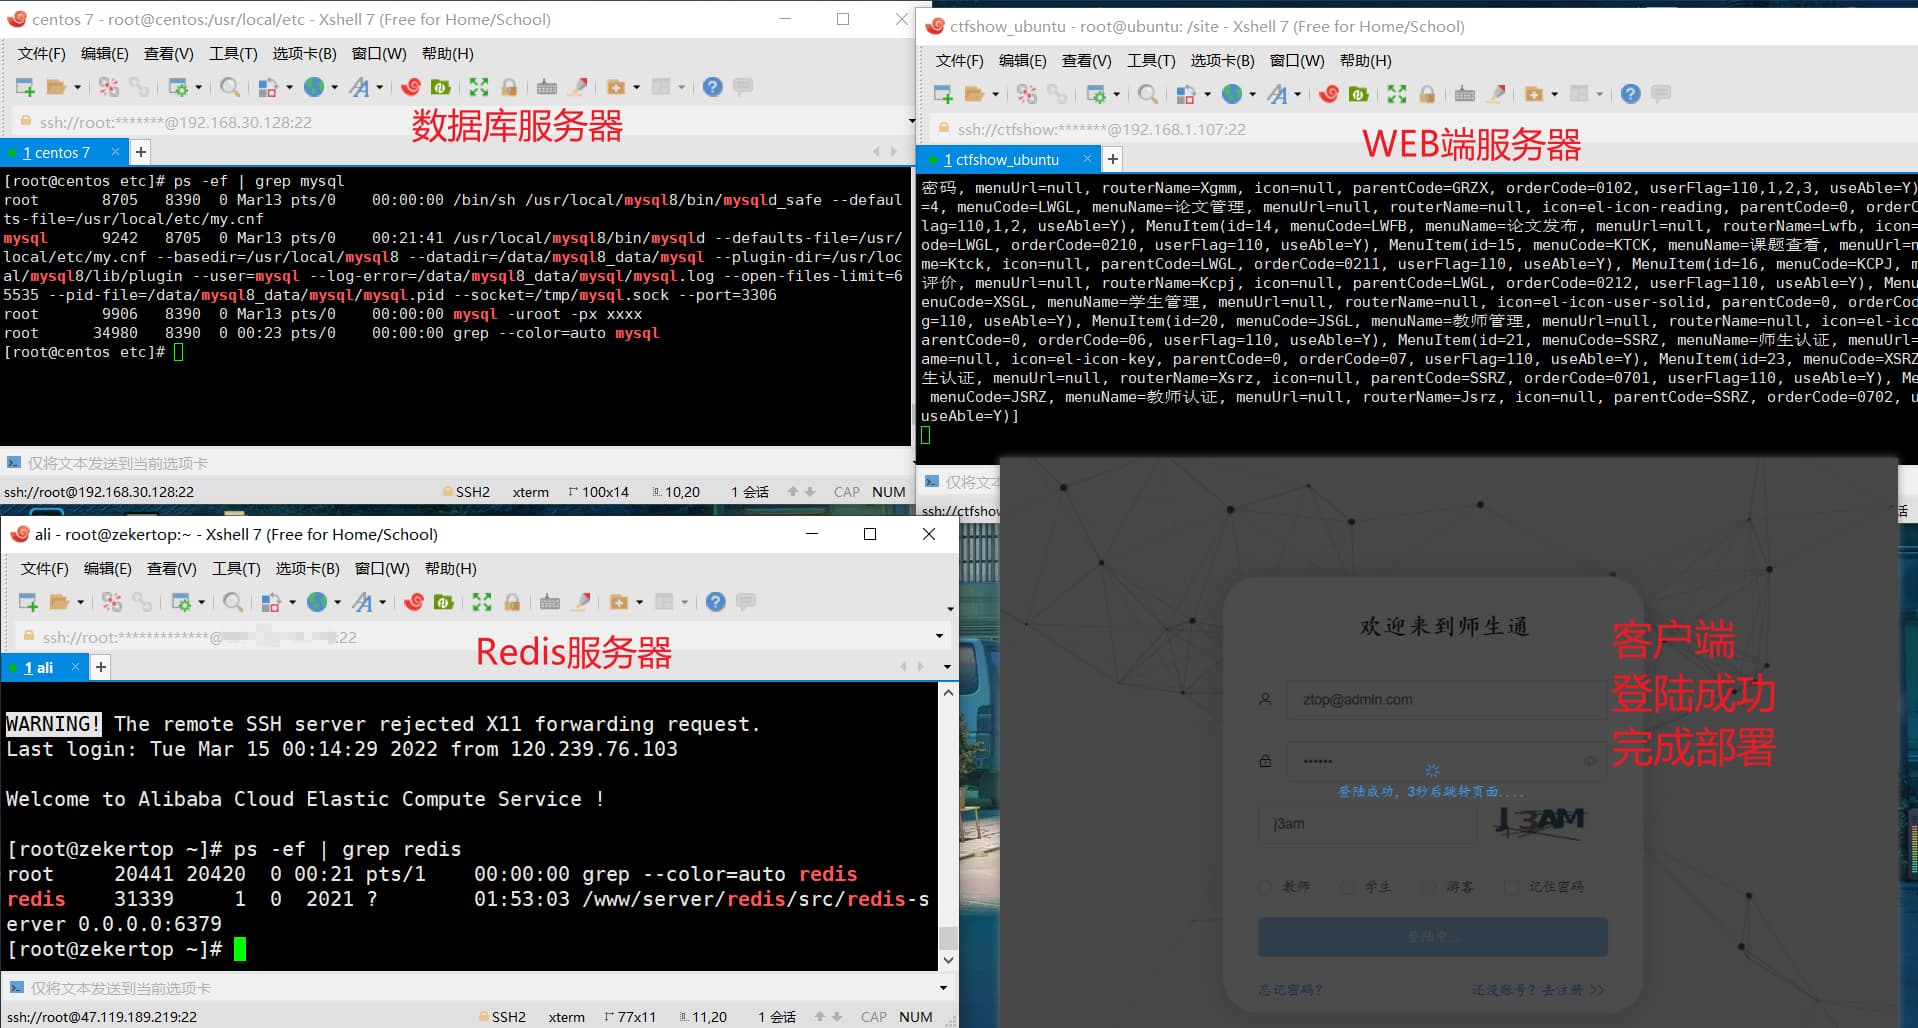 centos 7 - root@centos:/usr/local/etc - Xshell 7 (Free for Home/School)
文件(F) 编辑(E) 查看(V) 工具(T) 选项卡(B) 窗口(W) 帮助(H)
ssh://root:*******@192.168.30.128:22
数据库服务器
1 centos 7
[root@centos etc]# ps -ef | grep mysql
root 8705 8390 0 Mar13 pts/0 00:00:00 /bin/sh /usr/local/mysql8/bin/mysqld_safe --defaul
ts-file=/usr/local/etc/my.cnf
mysql 9242 8705 0 Mar13 pts/0 00:21:41 /usr/local/mysql8/bin/mysqld --defaults-file=/usr/
local/etc/my.cnf --basedir=/usr/local/mysql8 --datadir=/data/mysql8_data/mysql --plugin-dir=/usr/loc
al/mysql8/lib/plugin --user=mysql --log-error=/data/mysql8_data/mysql/mysql.log --open-files-limit=6
5535 --pid-file=/data/mysql8_data/mysql/mysql.pid --socket=/tmp/mysql.sock --port=3306
root 9906 8390 0 Mar13 pts/0 00:00:00 mysql -uroot -px xxxx
root 34980 8390 0 00:23 pts/0 00:00:00 grep --color=auto mysql
[root@centos etc]#
仅将文本发送到当前选项卡
ssh://root@192.168.30.128:22 SSH2 xterm 100x14 10,20 1 会话 CAP NUM
ctfshow_ubuntu - root@ubuntu: /site - Xshell 7 (Free for Home/School)
文件(F) 编辑(E) 查看(V) 工具(T) 选项卡(B) 窗口(W) 帮助(H)
ssh://ctfshow:*******@192.168.1.107:22
WEB端服务器
1 ctfshow_ubuntu
密码, menuUrl=null, routerName=Xgmm, icon=null, parentCode=GRZX, orderCode=0102, userFlag=110,1,2,3, useAble=Y)
=4, menuCode=LWGL, menuName=论文管理, menuUrl=null, routerName=null, icon=el-icon-reading, parentCode=0, orderC
lag=110,1,2, useAble=Y), MenuItem(id=14, menuCode=LWFB, menuName=论文发布, menuUrl=null, routerName=Lwfb, icon=
ode=LWGL, orderCode=0210, userFlag=110, useAble=Y), MenuItem(id=15, menuCode=KTCK, menuName=课题查看, menuUrl=n
me=Ktck, icon=null, parentCode=LWGL, orderCode=0211, userFlag=110, useAble=Y), MenuItem(id=16, menuCode=KCPJ, m
评价, menuUrl=null, routerName=Kcpj, icon=null, parentCode=LWGL, orderCode=0212, userFlag=110, useAble=Y), Menu
enuCode=XSGL, menuName=学生管理, menuUrl=null, routerName=null, icon=el-icon-user-solid, parentCode=0, orderCod
g=110, useAble=Y), MenuItem(id=20, menuCode=JSGL, menuName=教师管理, menuUrl=null, routerName=null, icon=el-ico
arentCode=0, orderCode=06, userFlag=110, useAble=Y), MenuItem(id=21, menuCode=SSRZ, menuName=师生认证, menuUrl=
ame=null, icon=el-icon-key, parentCode=0, orderCode=07, userFlag=110, useAble=Y), MenuItem(id=23, menuCode=XSRZ
生认证, menuUrl=null, routerName=Xsrz, icon=null, parentCode=SSRZ, orderCode=0701, userFlag=110, useAble=Y), Me
menuCode=JSRZ, menuName=教师认证, menuUrl=null, routerName=Jsrz, icon=null, parentCode=SSRZ, orderCode=0702, u
useAble=Y)]
仅将文本
ssh://ctfshow
话
ali - root@zekertop:~ - Xshell 7 (Free for Home/School)
文件(F) 编辑(E) 查看(V) 工具(T) 选项卡(B) 窗口(W) 帮助(H)
ssh://root:*************@ :22
Redis服务器
1 ali
WARNING! The remote SSH server rejected X11 forwarding request.
Last login: Tue Mar 15 00:14:29 2022 from 120.239.76.103
Welcome to Alibaba Cloud Elastic Compute Service !
[root@zekertop ~]# ps -ef | grep redis
root 20441 20420 0 00:21 pts/1 00:00:00 grep --color=auto redis
redis 31339 1 0 2021 ? 01:53:03 /www/server/redis/src/redis-s
erver 0.0.0.0:6379
[root@zekertop ~]#
仅将文本发送到当前选项卡
ssh://root@47.119.189.219:22 SSH2 xterm 77x11 11,20 1 会话 CAP NUM
欢迎来到师生通
ztop@admin.com
••••••
登陆成功, 3秒后跳转页面....
j3am
J3AM
教师 学生 游客 记住密码
登陆中...
忘记密码? 还没账号? 去注册 >>
客户端
登陆成功
完成部署